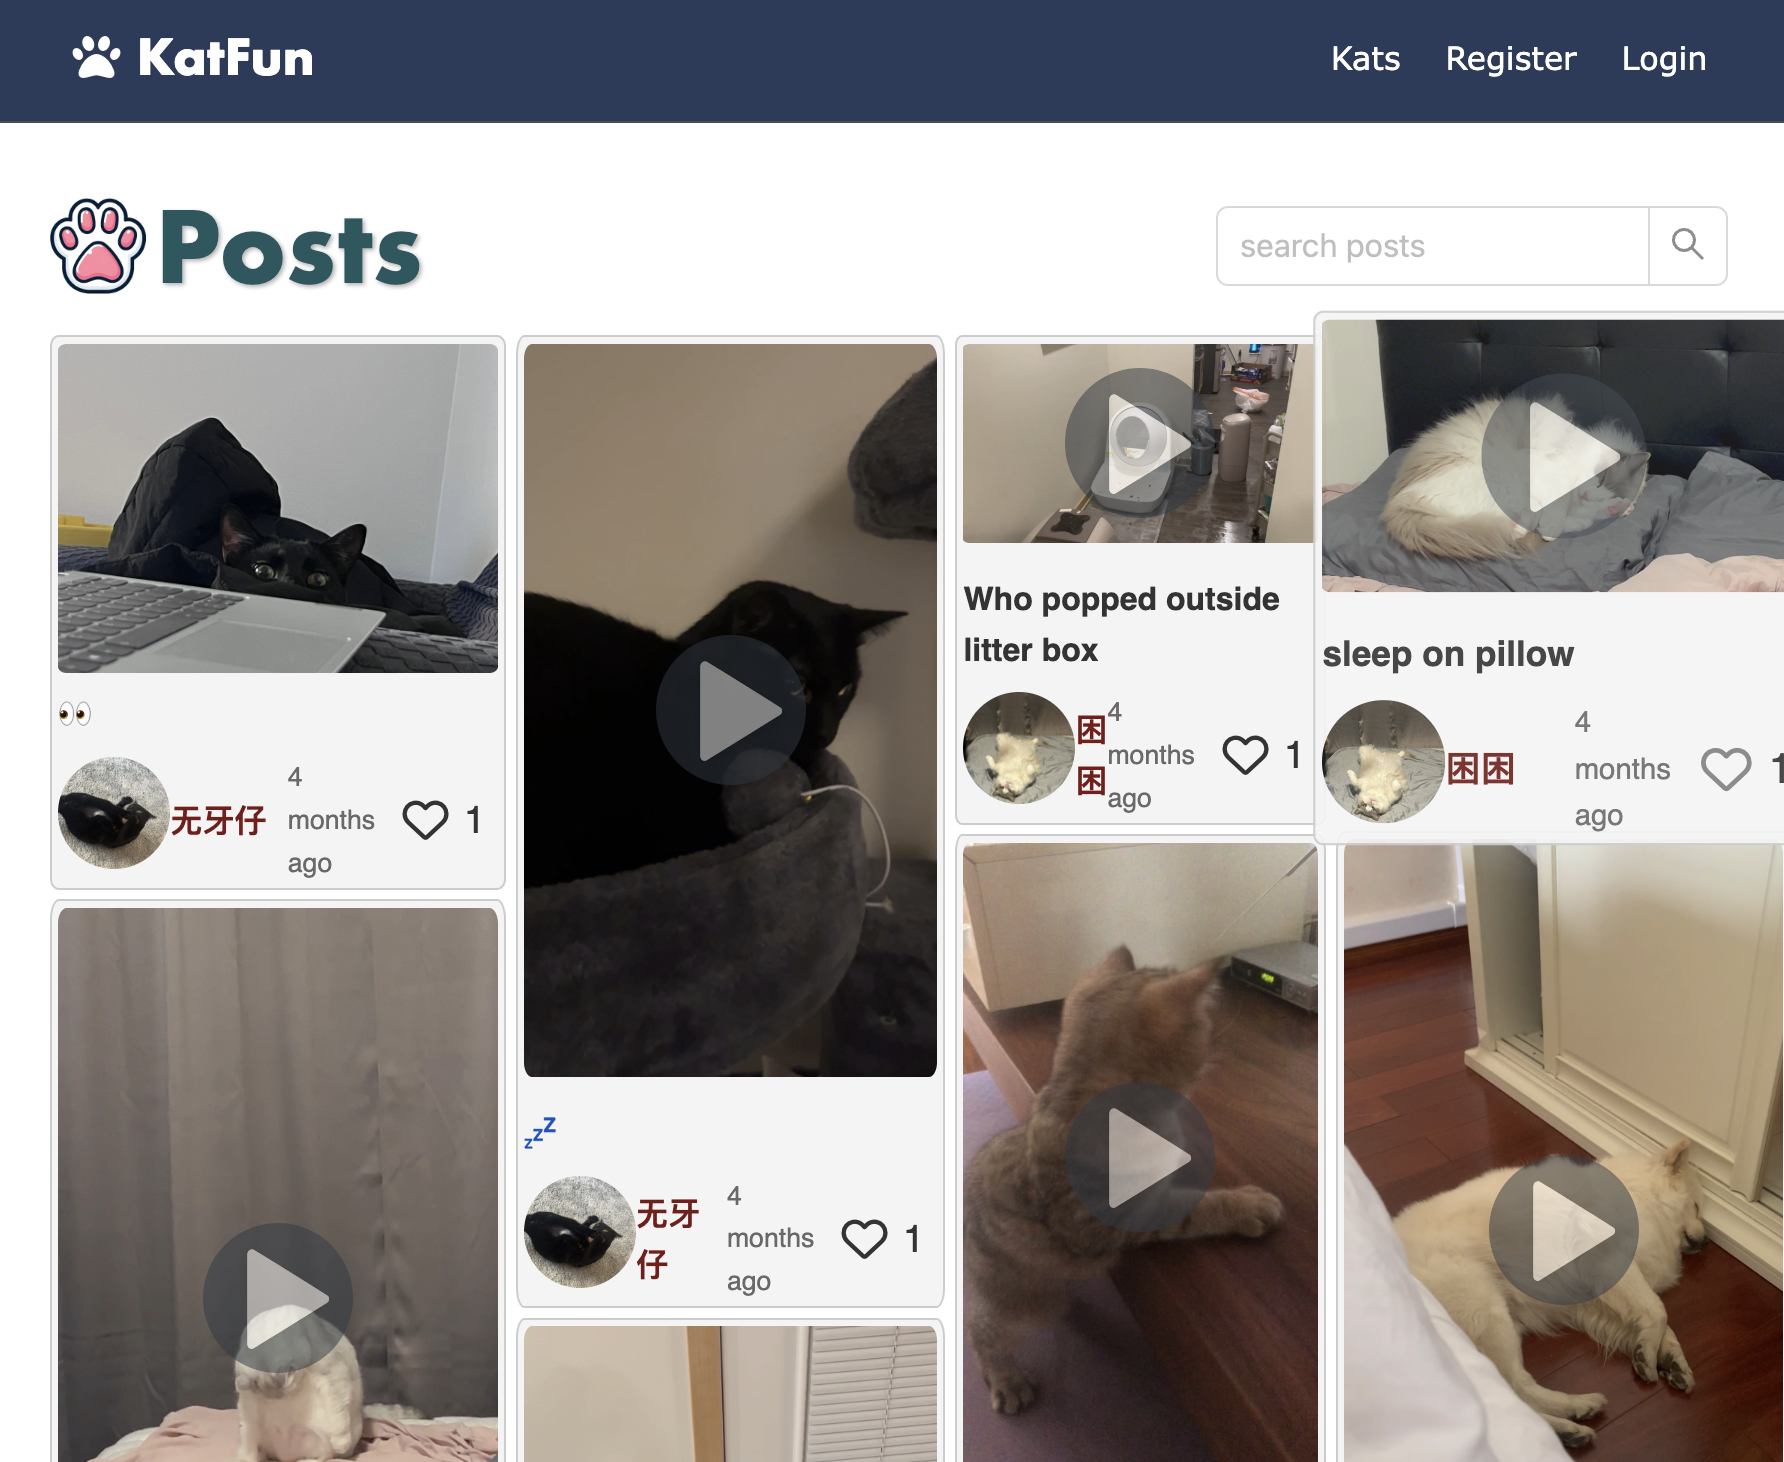 KatFun
Kats
Register
Login
Posts
search posts
👀
无牙仔
4
months
ago
1
zzZ
无牙
仔
4
months
ago
1
Who popped outside
litter box
困
困
4
months
ago
1
sleep on pillow
困困
4
months
ago
1